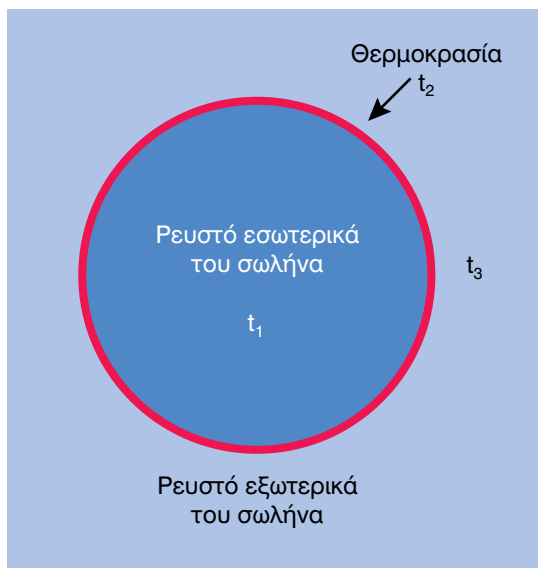 Θερμοκρασία
t₂
Ρευστό εσωτερικά
του σωλήνα
t₃
t₁
Ρευστό εξωτερικά
του σωλήνα